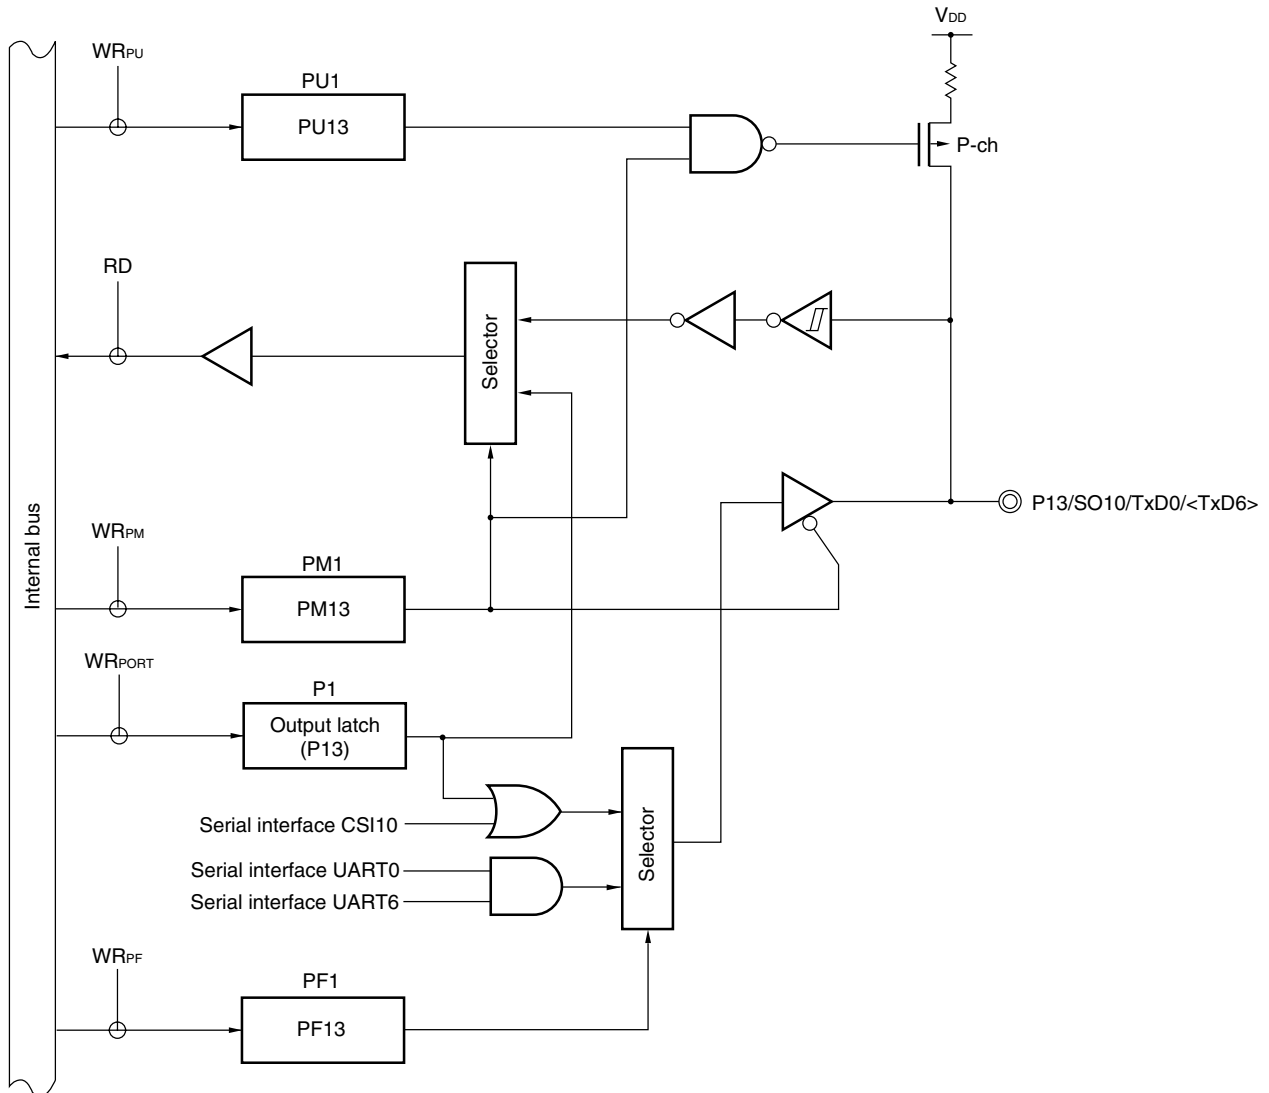 VDD
WRPU
PU1
PU13
P-ch
RD
Selector
Internal bus
P13/SO10/TxD0/<TxD6>
WRPM
PM1
PM13
WRPORT
P1
Output latch
(P13)
Serial interface CSI10
Selector
Serial interface UART0
Serial interface UART6
WRPF
PF1
PF13